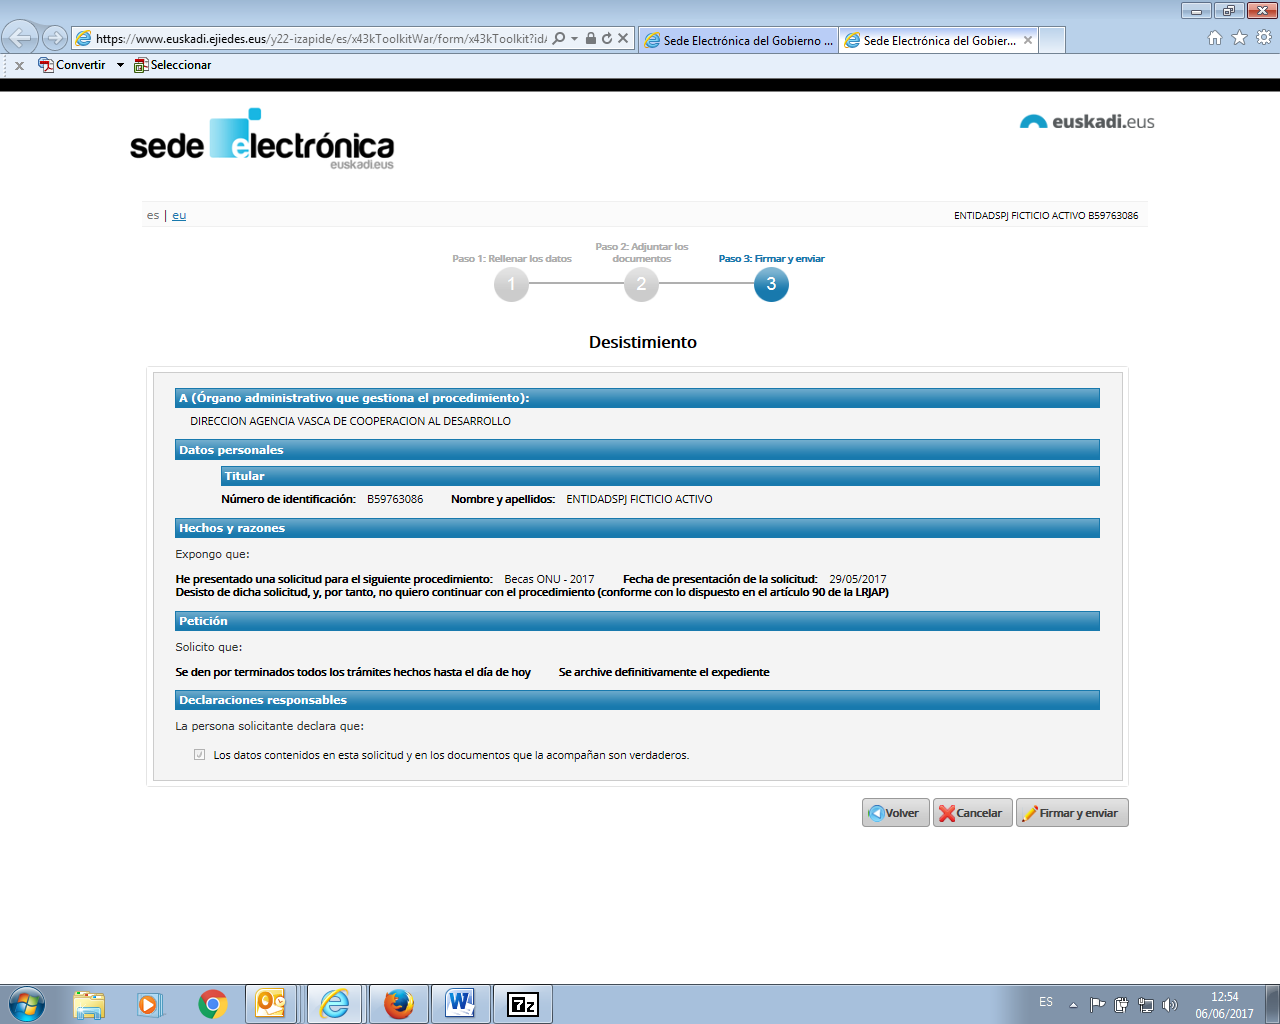 https://www.euskadi.ejiedes.eus/y22-izapide/es/x43kToolkitWar/form/x43kToolkit?id
Sede Electrónica del Gobierno ...
Sede Electrónica del Gobier...
Convertir
Seleccionar
sede electrónica
euskadi.eus
euskadi.eus
es | eu
ENTIDADSPJ FICTICIO ACTIVO B59763086
Paso 1: Rellenar los datos
Paso 2: Adjuntar los
documentos
Paso 3: Firmar y enviar
1
2
3
Desistimiento
A (Órgano administrativo que gestiona el procedimiento):
DIRECCION AGENCIA VASCA DE COOPERACION AL DESARROLLO
Datos personales
Titular
Número de identificación: B59763086 Nombre y apellidos: ENTIDADSPJ FICTICIO ACTIVO
Hechos y razones
Expongo que:
He presentado una solicitud para el siguiente procedimiento: Becas ONU - 2017 Fecha de presentación de la solicitud: 29/05/2017
Desisto de dicha solicitud, y, por tanto, no quiero continuar con el procedimiento (conforme con lo dispuesto en el artículo 90 de la LRJAP)
Petición
Solicito que:
Se den por terminados todos los trámites hechos hasta el día de hoy Se archive definitivamente el expediente
Declaraciones responsables
La persona solicitante declara que:
Los datos contenidos en esta solicitud y en los documentos que la acompañan son verdaderos.
Volver
Cancelar
Firmar y enviar
ES
12:54
06/06/2017